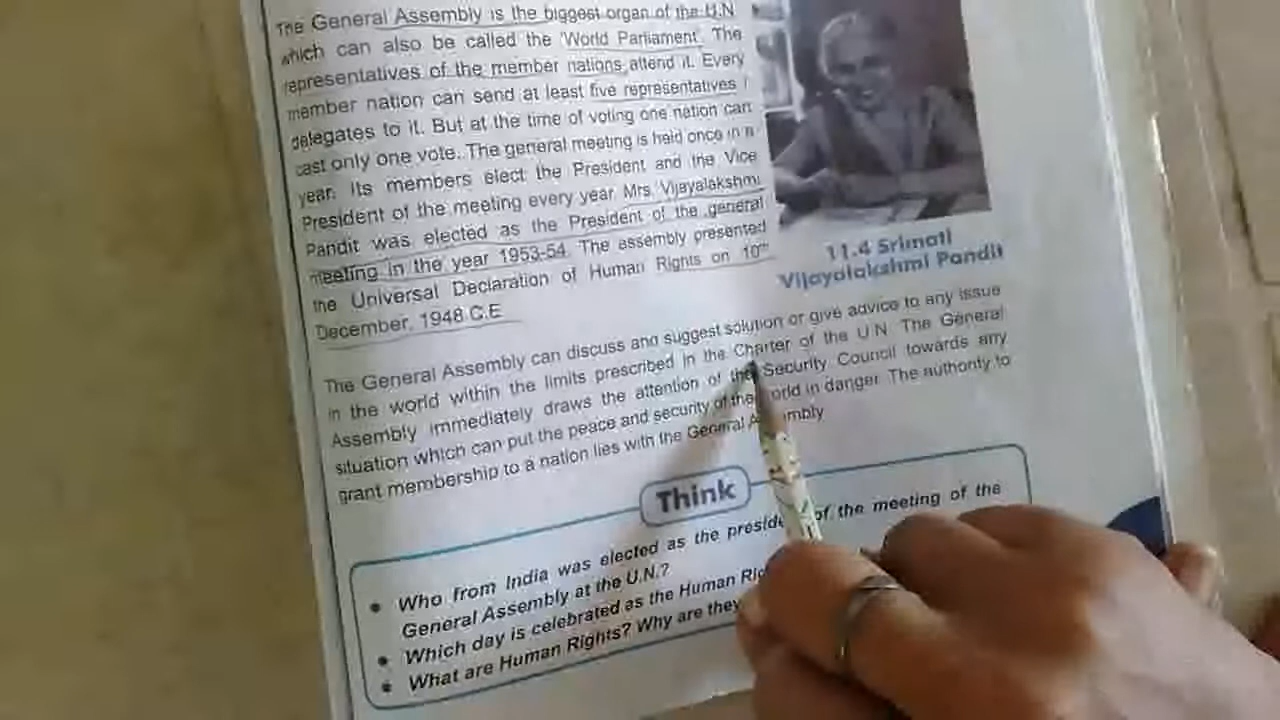 The General Assembly is the biggest organ of the U.N
which can also be called the 'World Parliament'. The
representatives of the member nations attend it. Every
member nation can send at least five representatives /
delegates to it. But at the time of voting one nation can
cast only one vote. The general meeting is held once in a
year. Its members elect the President and the Vice
President of the meeting every year. Mrs. Vijayalakshmi
Pandit was elected as the President of the general
meeting in the year 1953-54. The assembly presented
the Universal Declaration of Human Rights on 10th
December, 1948 C.E
11.4 Srimati
Vijayalakshmi Pandit
The General Assembly can discuss and suggest solution or give advice to any issue
in the world within the limits prescribed in the Charter of the U.N. The General
Assembly immediately draws the attention of the Security Council towards any
situation which can put the peace and security of the world in danger. The authority to
grant membership to a nation lies with the General Assembly
Think
• Who from India was elected as the president of the meeting of the
General Assembly at the U.N.?
• Which day is celebrated as the Human
• What are Human Rights? Why are they